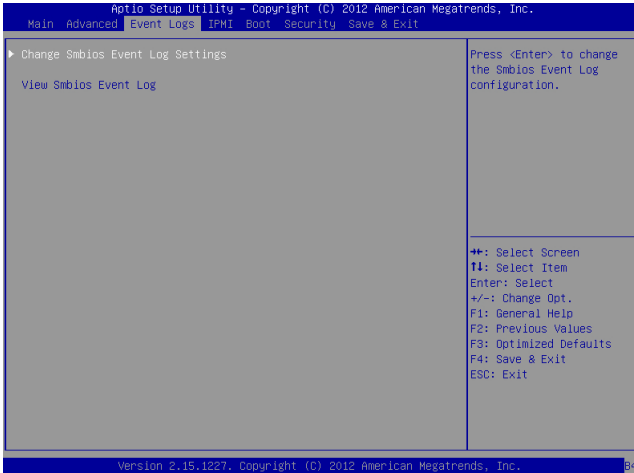 Aptio Setup Utility – Copyright (C) 2012 American Megatrends, Inc.
Main Advanced Event Logs IPMI Boot Security Save & Exit
▶ Change Smbios Event Log Settings
View Smbios Event Log
Press <Enter> to change
the Smbios Event Log
configuration.
→←: Select Screen
↑↓: Select Item
Enter: Select
+/-: Change Opt.
F1: General Help
F2: Previous Values
F3: Optimized Defaults
F4: Save & Exit
ESC: Exit
Version 2.15.1227. Copyright (C) 2012 American Megatrends, Inc.